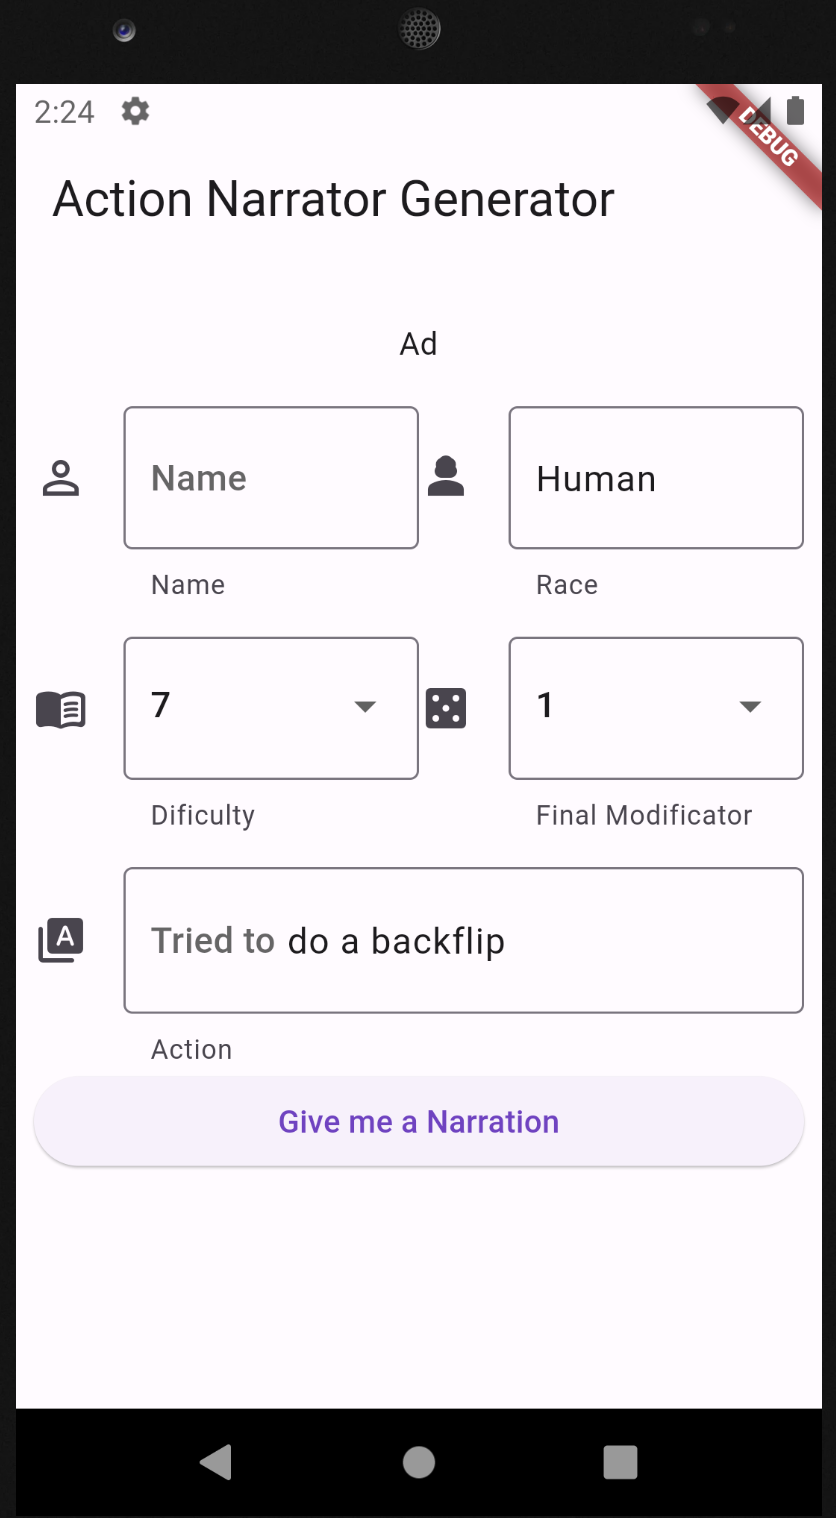 2:24
DEBUG
Action Narrator Generator
Ad
Name Human
Name Race
7 1
Dificulty Final Modificator
A Tried to do a backflip
Action
Give me a Narration